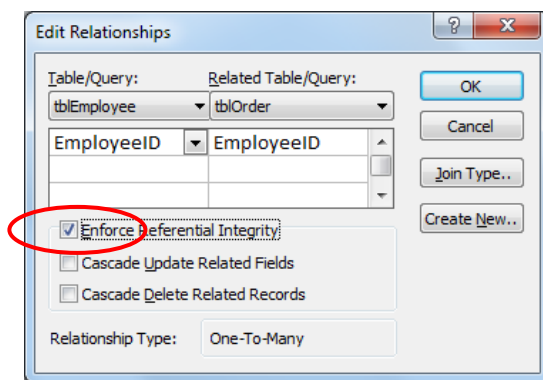 Edit Relationships
Table/Query: Related Table/Query:
tblEmployee tblOrder
EmployeeID EmployeeID
Enforce Referential Integrity
Cascade Update Related Fields
Cascade Delete Related Records
Relationship Type: One-To-Many
OK
Cancel
Join Type..
Create New..